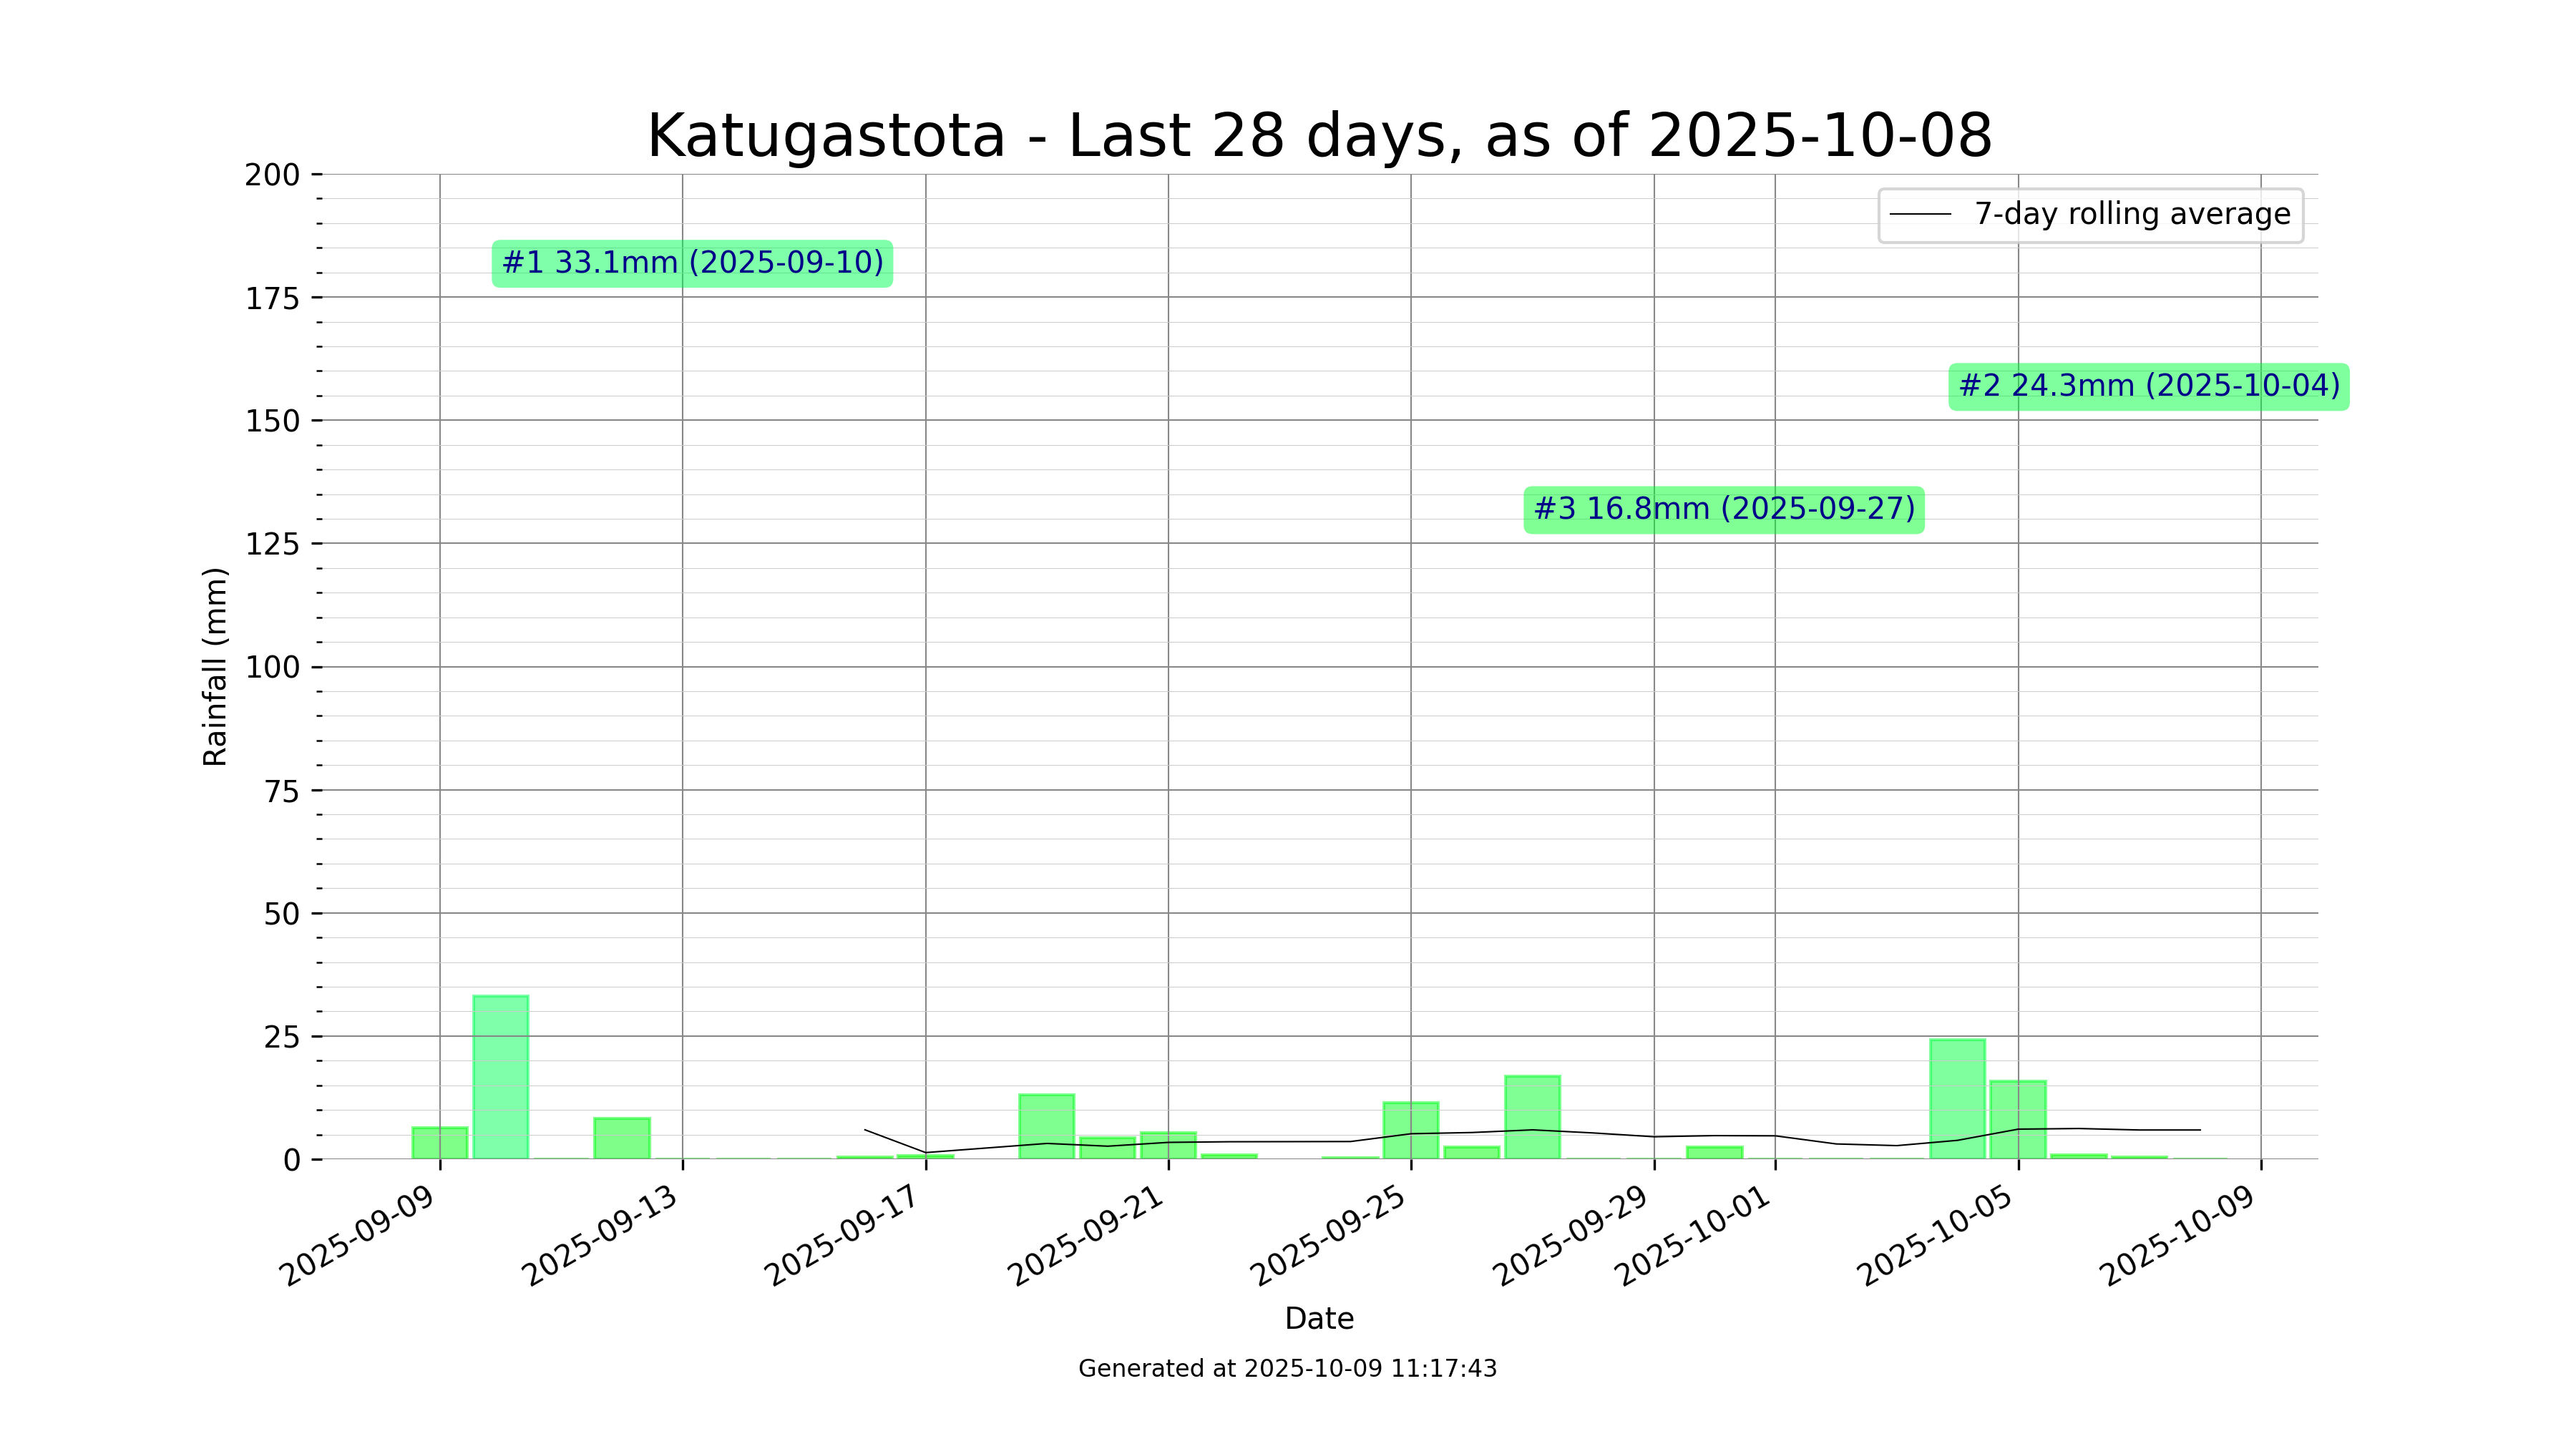 Katugastota - Last 28 days, as of 2025-10-08
7-day rolling average
#1 33.1mm (2025-09-10)
#2 24.3mm (2025-10-04)
#3 16.8mm (2025-09-27)
Rainfall (mm)
200
175
150
125
100
75
50
25
0
2025-09-09
2025-09-13
2025-09-17
2025-09-21
2025-09-25
2025-09-29
2025-10-01
2025-10-05
2025-10-09
Date
Generated at 2025-10-09 11:17:43